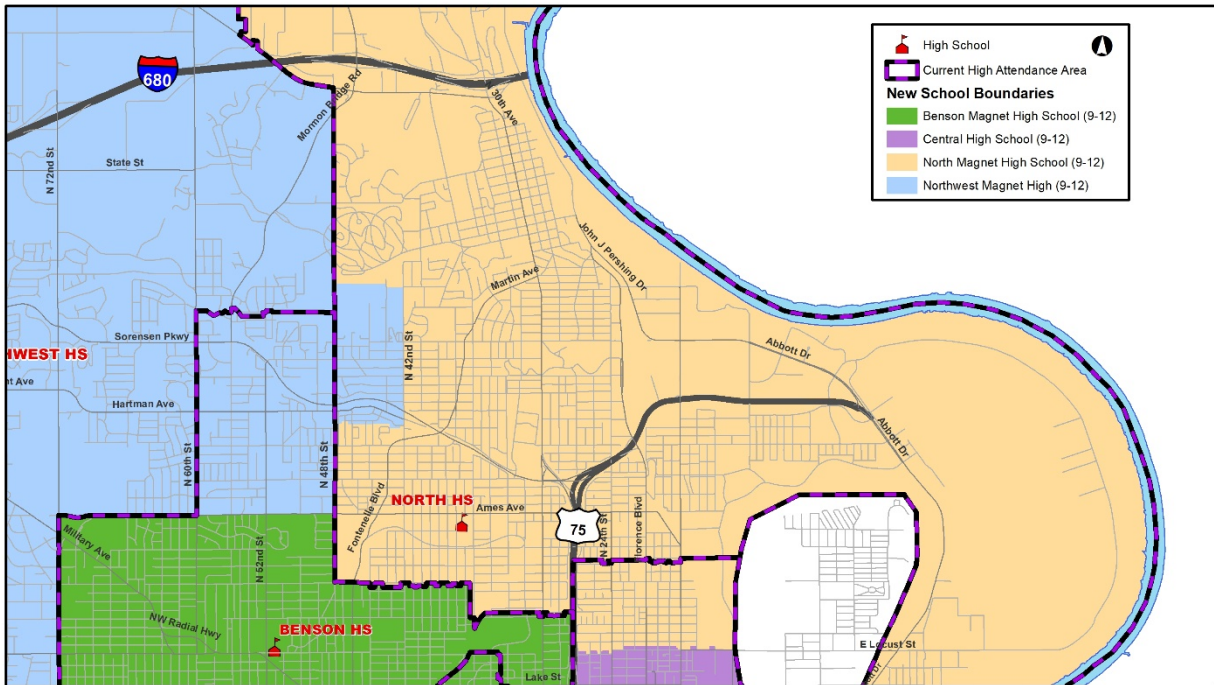 High School
Current High Attendance Area
New School Boundaries
Benson Magnet High School (9-12)
Central High School (9-12)
North Magnet High School (9-12)
Northwest Magnet High (9-12)
680
Mormon Bridge Rd
30th Ave
State St
N 72nd St
John J Pershing Dr
Martin Ave
Sorensen Pkwy
HWEST HS
N 42nd St
Abbott Dr
nt Ave
Hartman Ave
Abbott Dr
N 60th St
N 48th St
NORTH HS
Ames Ave
Fontenelle Blvd
75
N 24th St
lorence Blvd
Military Ave
N 52nd St
NW Radial Hwy
BENSON HS
E Locust St
Lake St
Dr